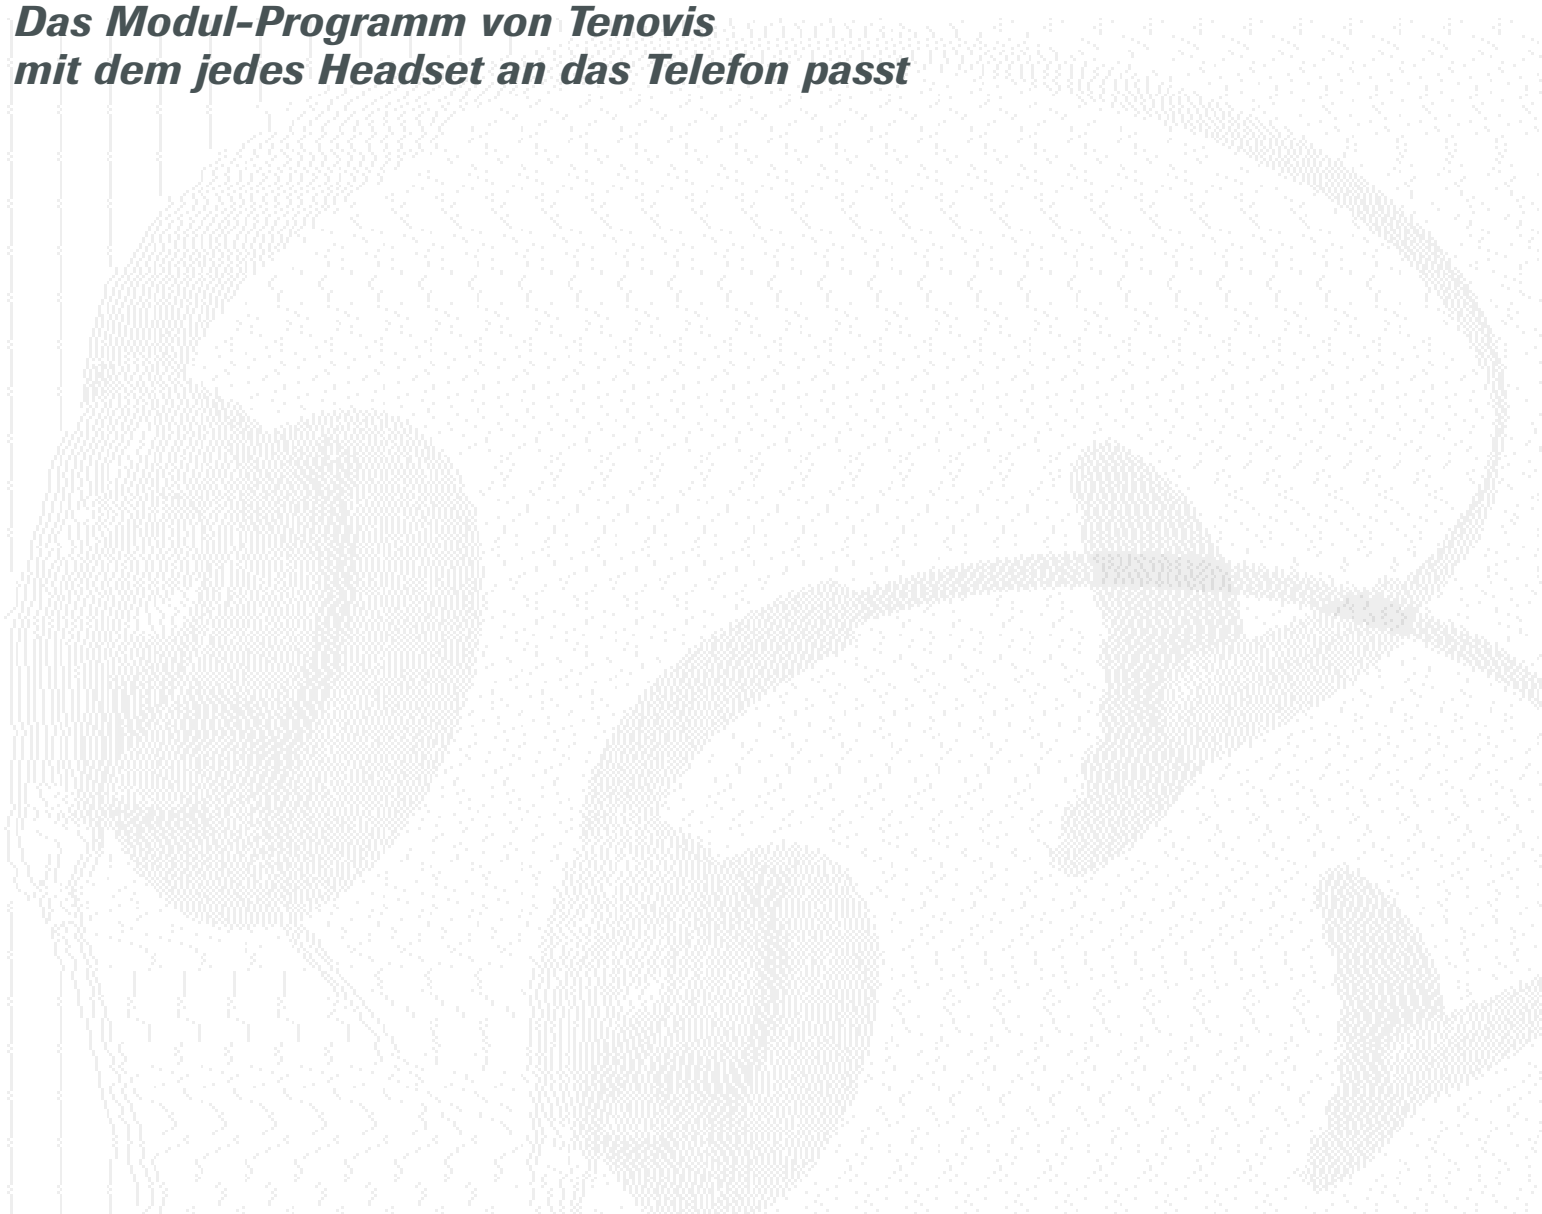 Das Modul-Programm von Tenovis
mit dem jedes Headset an das Telefon passt